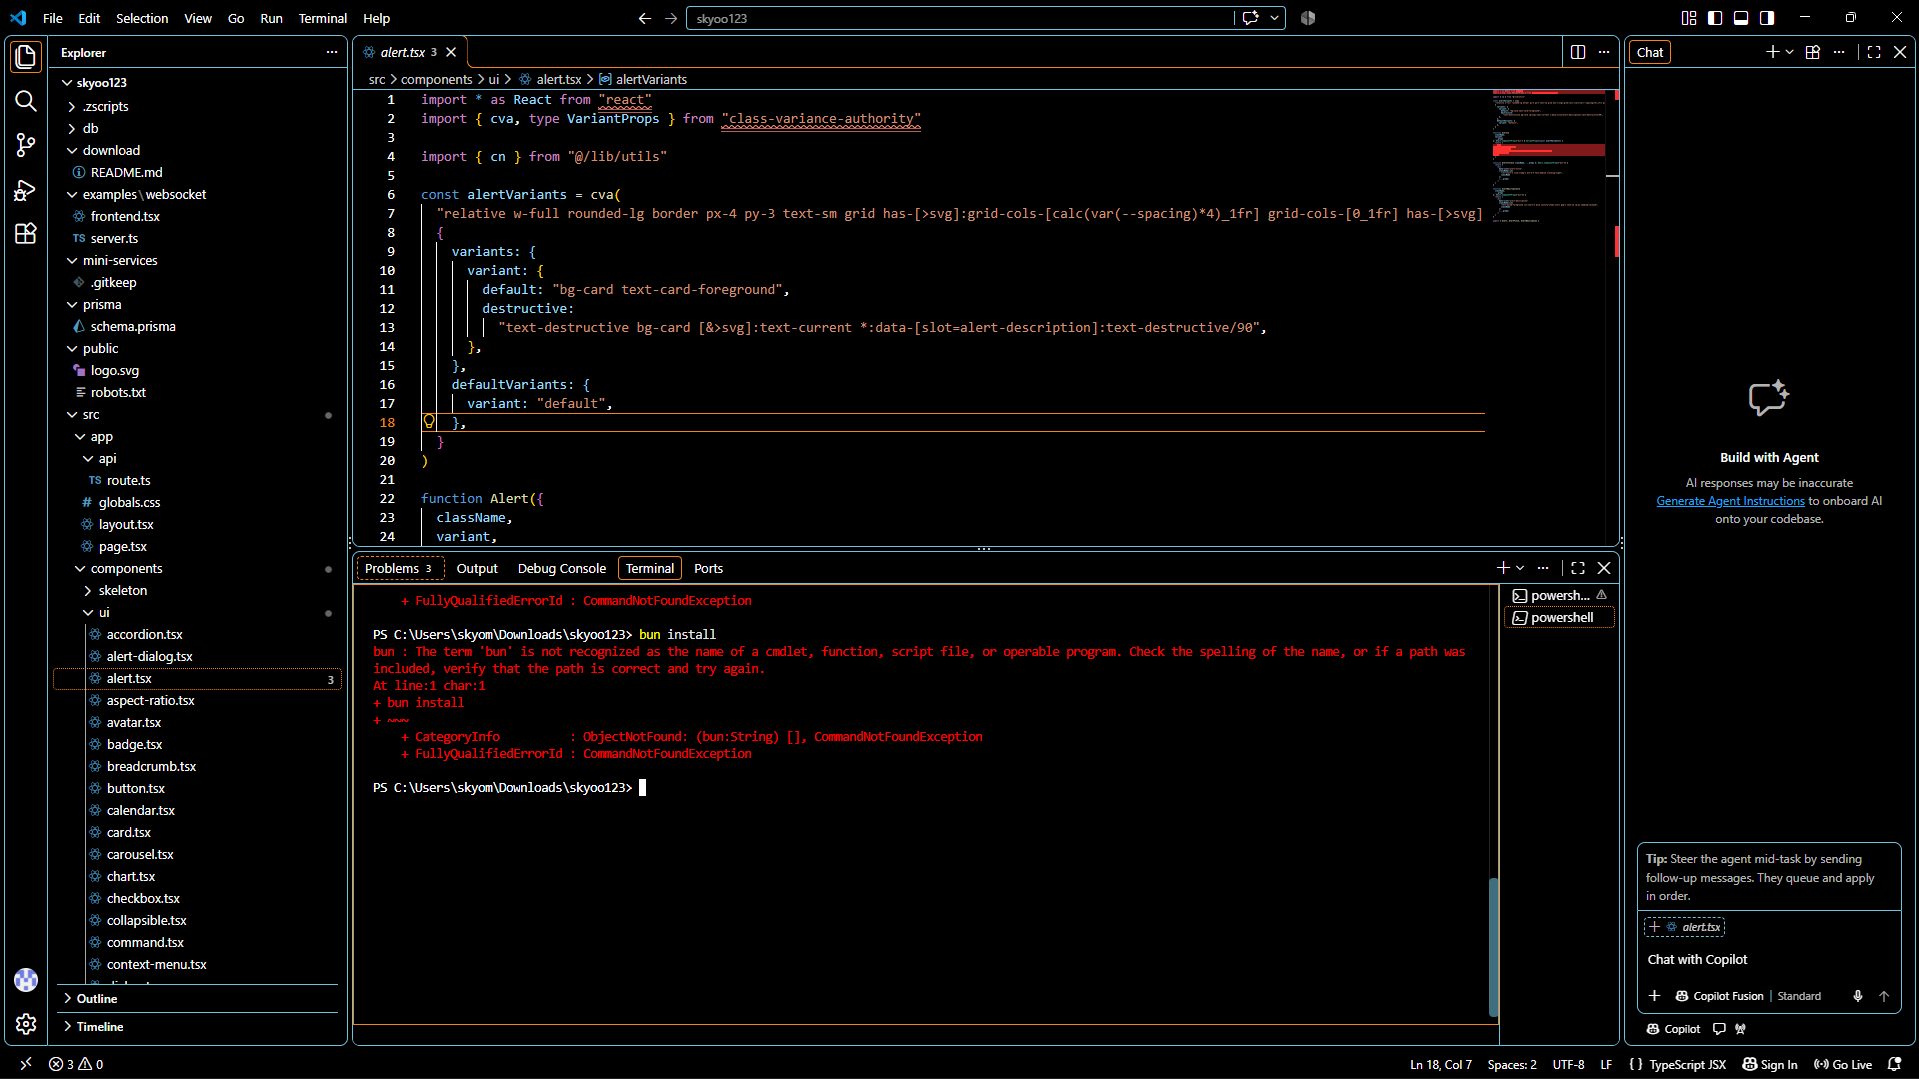 File Edit Selection View Go Run Terminal Help
skyoo123
Explorer
skyoo123
.zscripts
db
download
README.md
examples\websocket
frontend.tsx
TS server.ts
mini-services
.gitkeep
prisma
schema.prisma
public
logo.svg
robots.txt
src
app
api
TS route.ts
# globals.css
layout.tsx
page.tsx
components
skeleton
ui
accordion.tsx
alert-dialog.tsx
alert.tsx 3
aspect-ratio.tsx
avatar.tsx
badge.tsx
breadcrumb.tsx
button.tsx
calendar.tsx
card.tsx
carousel.tsx
chart.tsx
checkbox.tsx
collapsible.tsx
command.tsx
context-menu.tsx
Outline
Timeline
alert.tsx 3
src > components > ui > alert.tsx > alertVariants
1 import * as React from "react"
2 import { cva, type VariantProps } from "class-variance-authority"
3
4 import { cn } from "@/lib/utils"
5
6 const alertVariants = cva(
7 "relative w-full rounded-lg border px-4 py-3 text-sm grid has-[>svg]:grid-cols-[calc(var(--spacing)*4)_1fr] grid-cols-[0_1fr] has-[>svg]
8 {
9 variants: {
10 variant: {
11 default: "bg-card text-card-foreground",
12 destructive:
13 "text-destructive bg-card [&>svg]:text-current *:data-[slot=alert-description]:text-destructive/90",
14 },
15 },
16 defaultVariants: {
17 variant: "default",
18 },
19 }
20 )
21
22 function Alert({
23 className,
24 variant,
Problems 3 Output Debug Console Terminal Ports
+ FullyQualifiedErrorId : CommandNotFoundException
PS C:\Users\skyom\Downloads\skyoo123> bun install
bun : The term 'bun' is not recognized as the name of a cmdlet, function, script file, or operable program. Check the spelling of the name, or if a path was
included, verify that the path is correct and try again.
At line:1 char:1
+ bun install
+ ~~~
+ CategoryInfo : ObjectNotFound: (bun:String) [], CommandNotFoundException
+ FullyQualifiedErrorId : CommandNotFoundException
PS C:\Users\skyom\Downloads\skyoo123>
powersh...
powershell
Chat
Build with Agent
AI responses may be inaccurate
Generate Agent Instructions to onboard AI
onto your codebase.
Tip: Steer the agent mid-task by sending
follow-up messages. They queue and apply
in order.
alert.tsx
Chat with Copilot
Copilot Fusion | Standard
Copilot
3 0
Ln 18, Col 7 Spaces: 2 UTF-8 LF { } TypeScript JSX Sign In Go Live